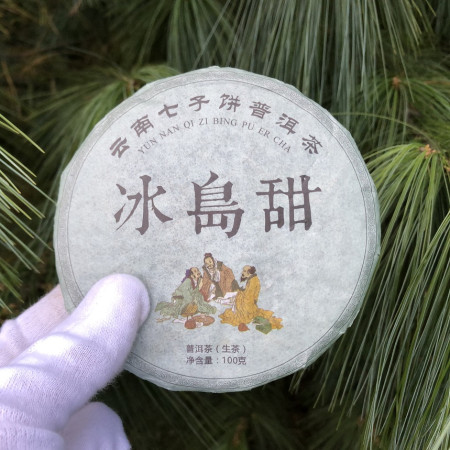 云南七子饼普洱茶
YUN NAN QI ZI BING PU ER CHA
冰島甜
普洱茶（生茶）
净含量：100克